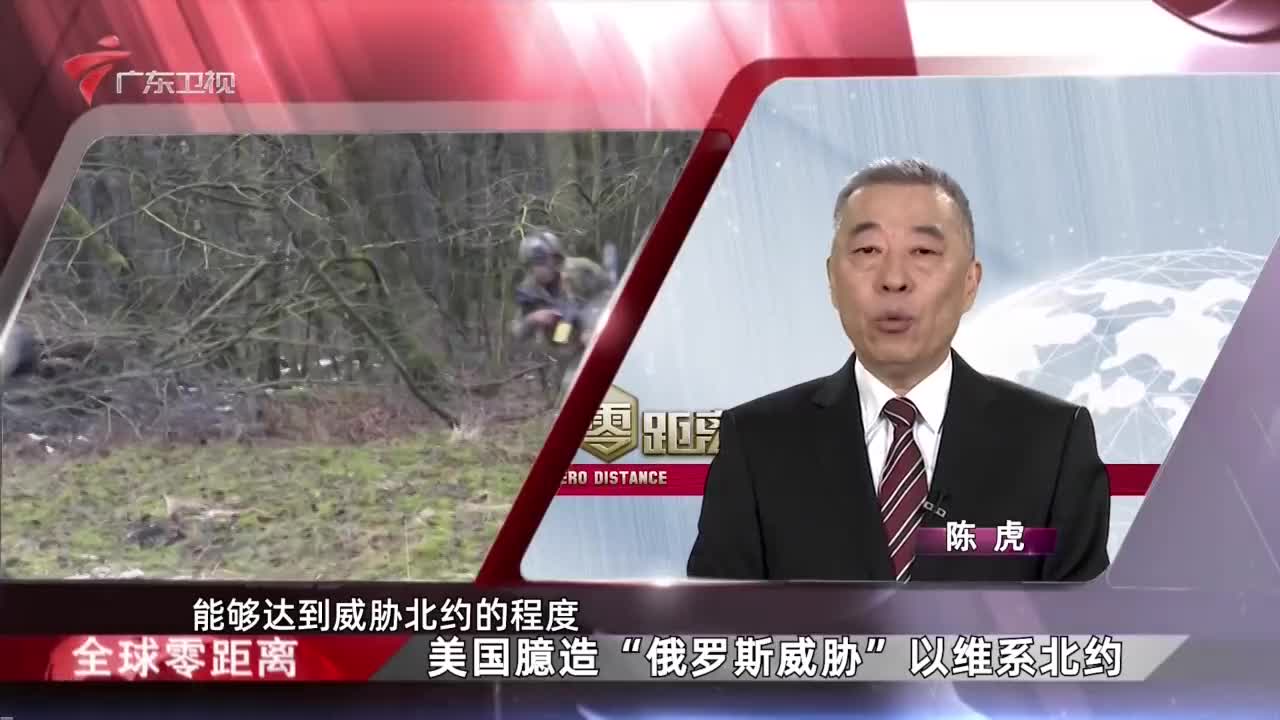 广东卫视
零距离
ERO DISTANCE
陈虎
能够达到威胁北约的程度
全球零距离
美国臆造“俄罗斯威胁”以维系北约